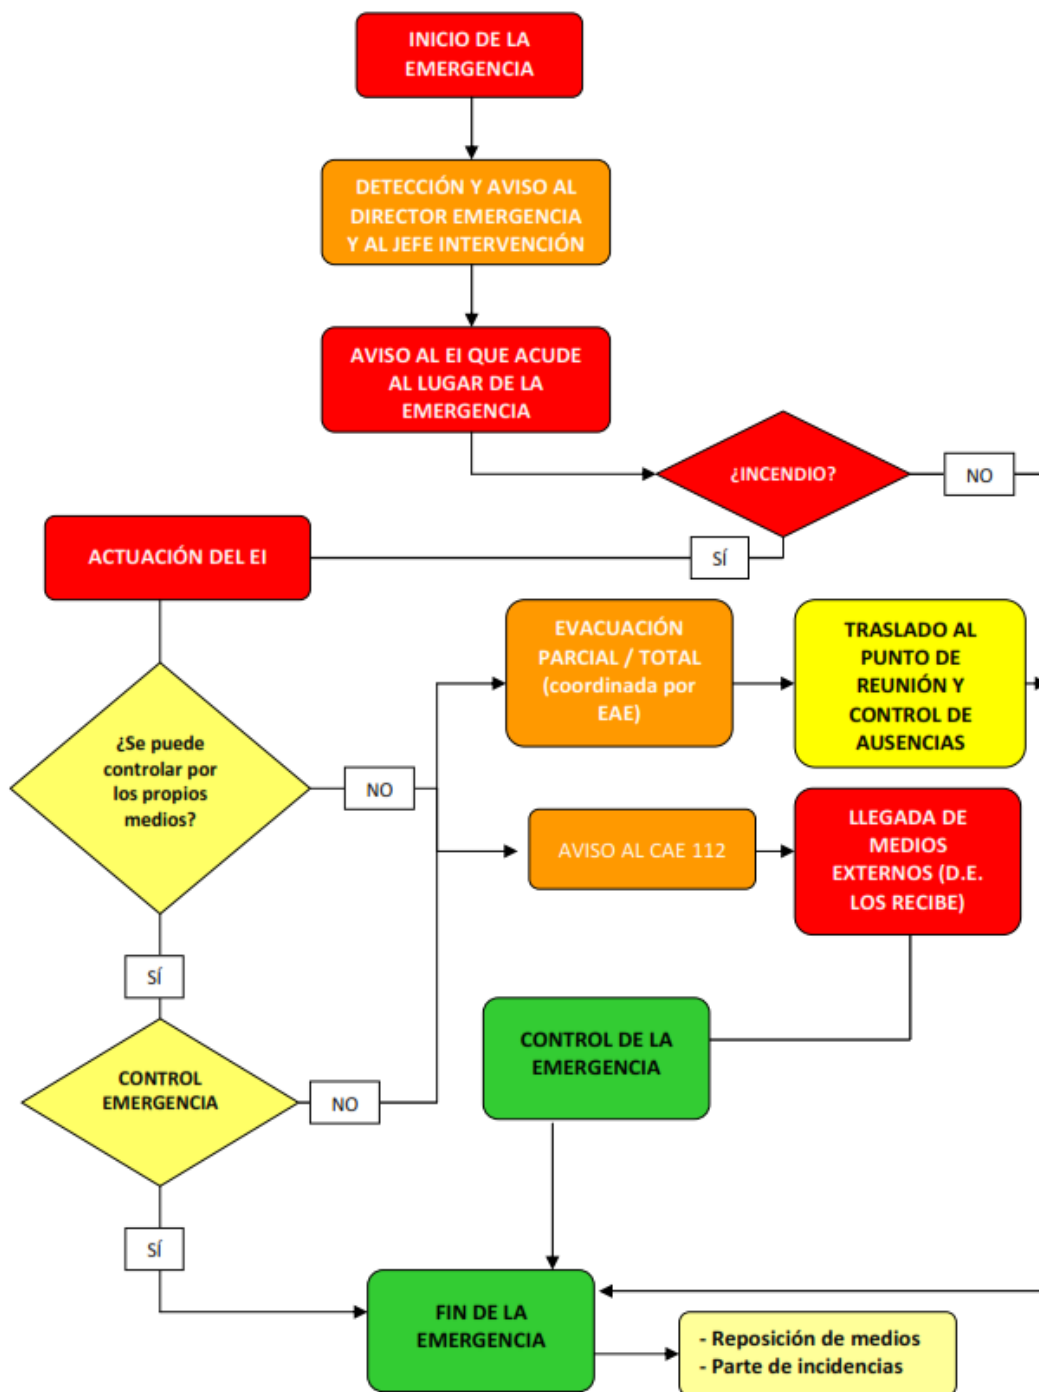 INICIO DE LA
EMERGENCIA
DETECCIÓN Y AVISO AL
DIRECTOR EMERGENCIA
Y AL JEFE INTERVENCIÓN
AVISO AL EI QUE ACUDE
AL LUGAR DE LA
EMERGENCIA
¿INCENDIO?
NO
SÍ
ACTUACIÓN DEL EI
EVACUACIÓN
PARCIAL / TOTAL
(coordinada por
EAE)
TRASLADO AL
PUNTO DE
REUNIÓN Y
CONTROL DE
AUSENCIAS
¿Se puede
controlar por
los propios
medios?
NO
AVISO AL CAE 112
LLEGADA DE
MEDIOS
EXTERNOS (D.E.
LOS RECIBE)
SÍ
CONTROL DE LA
EMERGENCIA
CONTROL
EMERGENCIA
NO
SÍ
FIN DE LA
EMERGENCIA
- Reposición de medios
- Parte de incidencias